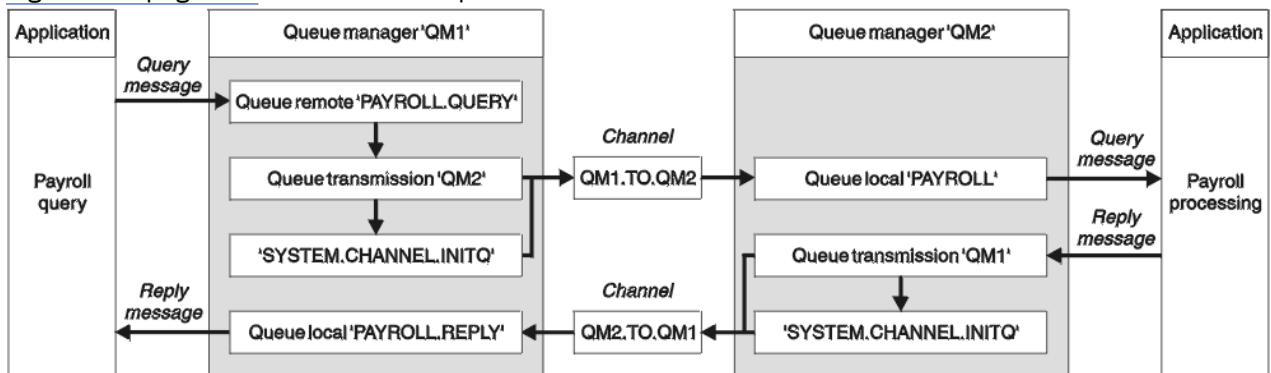 Application
Queue manager 'QM1'
Queue manager 'QM2'
Application
Query
message
Queue remote 'PAYROLL.QUERY'
Channel
Query
message
Payroll
query
Queue transmission 'QM2'
QM1.TO.QM2
Queue local 'PAYROLL'
Payroll
processing
Reply
message
'SYSTEM.CHANNEL.INITQ'
Queue transmission 'QM1'
Reply
message
Channel
Queue local 'PAYROLL.REPLY'
QM2.TO.QM1
'SYSTEM.CHANNEL.INITQ'